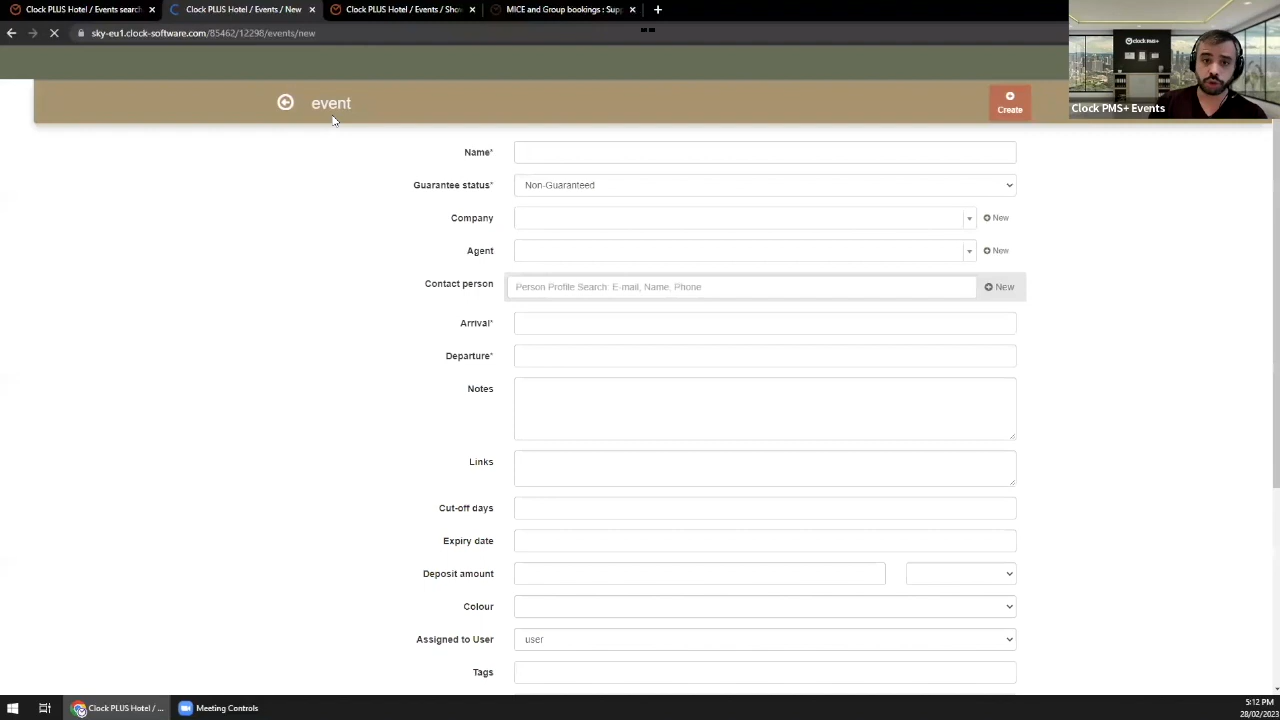 Clock PLUS Hotel / Events search
Clock PLUS Hotel / Events / New
Clock PLUS Hotel / Events / Show
MICE and Group bookings : Supp
sky-eu1.clock-software.com/85462/12298/events/new
clock PMS+
Clock PMS+ Events
event
Create
Name*
Guarantee status*
Non-Guaranteed
Company
New
Agent
New
Contact person
Person Profile Search: E-mail, Name, Phone
New
Arrival*
Departure*
Notes
Links
Cut-off days
Expiry date
Deposit amount
Colour
Assigned to User
user
Tags
Clock PLUS Hotel / ...
Meeting Controls
5:12 PM
28/02/2023